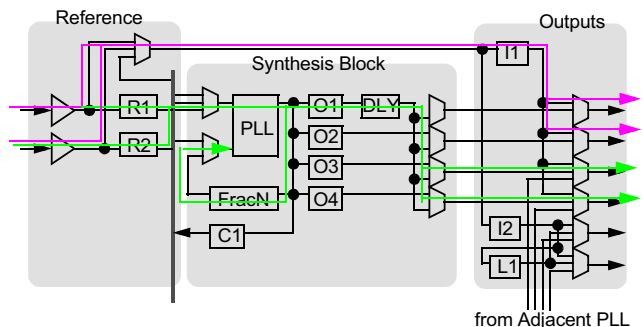 Reference
Outputs
Synthesis Block
I1
R1
R2
PLL
O1
DLY
O2
O3
FracN
O4
C1
I2
L1
from Adjacent PLL